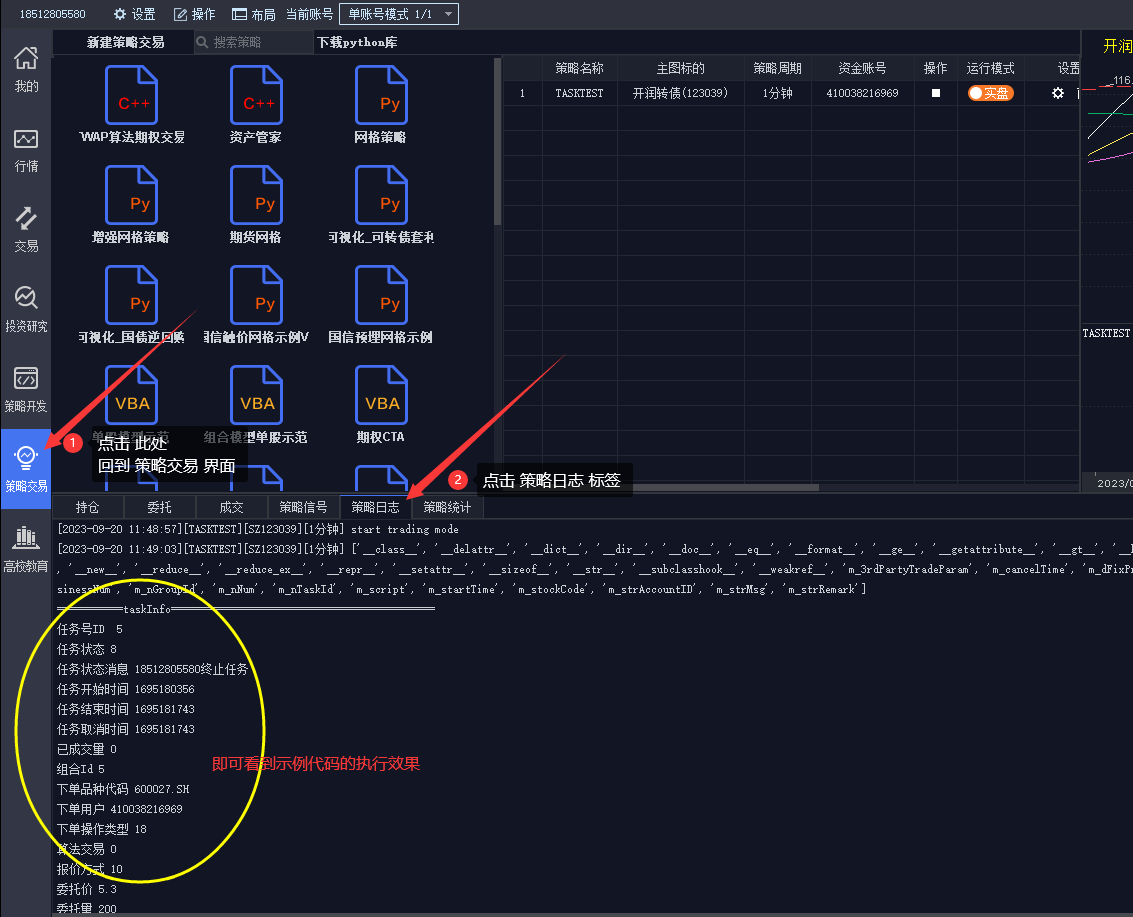 18512805580 设置 操作 布局 当前账号 单账号模式 1/1
新建策略交易 搜索策略 下载python库
我的
行情
交易
投资研究
策略开发
策略交易
高校教育
C++ C++ Py
WAP算法期权交易 资产管家 网格策略
Py Py Py
增强网格策略 期货网格 可视化_可转债套利
Py Py Py
可视化_国债逆回购 国信触价网格示例V 国信预埋网格示例
VBA VBA VBA
组合模型单股示范 期权CTA
策略名称 主图标的 策略周期 资金账号 操作 运行模式 设置
1 TASKTEST 开润转债(123039) 1分钟 410038216969 实盘
开润
116.
TASKTEST
2023/0
1 点击 此处
回到 策略交易 界面
2 点击 策略日志 标签
持仓 委托 成交 策略信号 策略日志 策略统计
[2023-09-20 11:48:57][TASKTEST][SZ123039][1分钟] start trading mode
[2023-09-20 11:49:03][TASKTEST][SZ123039][1分钟] ['__class__', '__delattr__', '__dict__', '__dir__', '__doc__', '__eq__', '__format__', '__ge__', '__getattribute__', '__gt__',
, '__new__', '__reduce__', '__reduce_ex__', '__repr__', '__setattr__', '__sizeof__', '__str__', '__subclasshook__', '__weakref__', 'm_3rdPartyTradeParam', 'm_cancelTime', 'm_dFixPr
sinessNum', 'm_nGroupId', 'm_nNum', 'm_nTaskId', 'm_script', 'm_startTime', 'm_stockCode', 'm_strAccountID', 'm_strMsg', 'm_strRemark']
taskInfo
任务号ID 5
任务状态 8
任务状态消息 18512805580终止任务
任务开始时间 1695180356
任务结束时间 1695181743
任务取消时间 1695181743
已成交量 0
组合Id 5
即可看到示例代码的执行效果
下单品种代码 600027.SH
下单用户 410038216969
下单操作类型 18
算法交易 0
报价方式 10
委托价 5.3
委托量 200